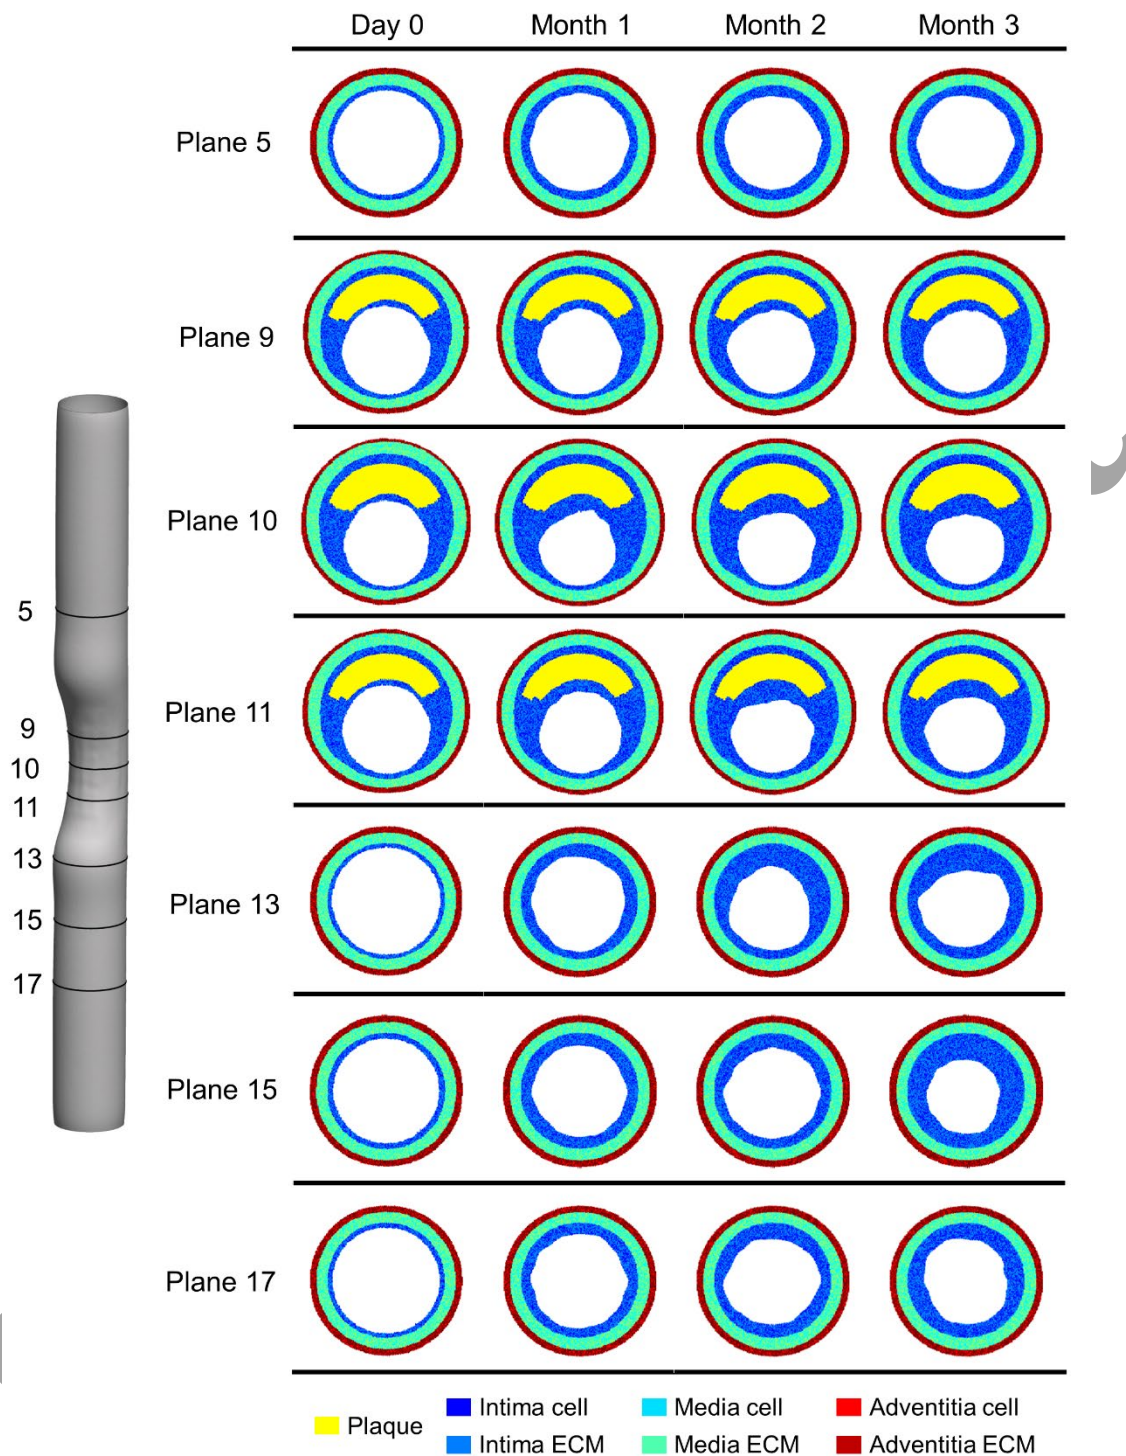 Day 0 Month 1 Month 2 Month 3
Plane 5
Plane 9
Plane 10
Plane 11
Plane 13
Plane 15
Plane 17
5
9
10
11
13
15
17
Plaque
Intima cell Media cell Adventitia cell
Intima ECM Media ECM Adventitia ECM